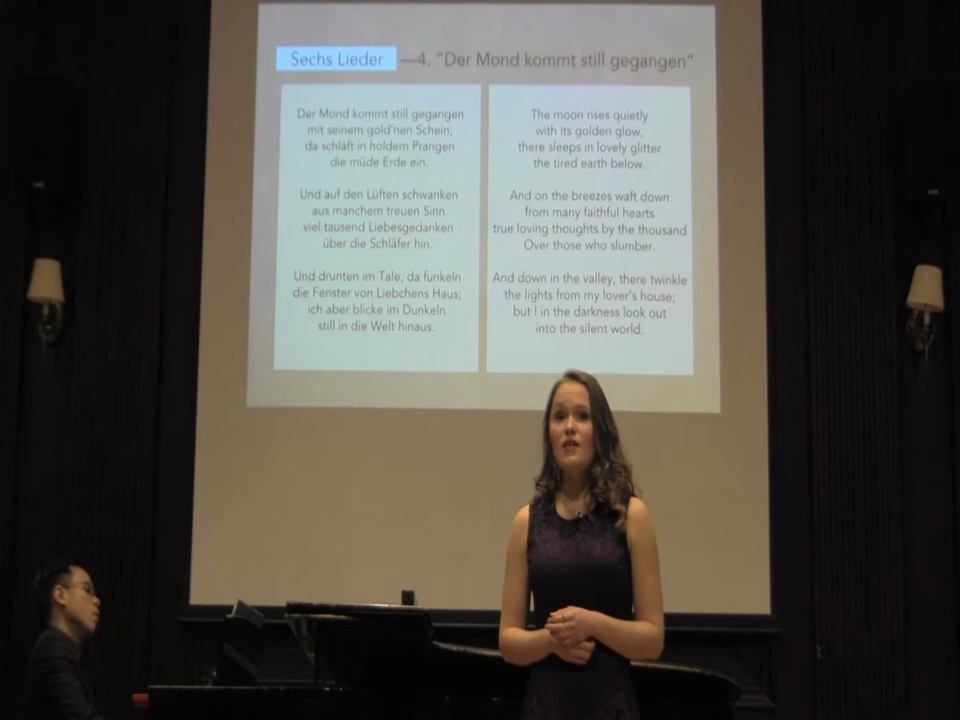 Sechs Lieder —4. “Der Mond kommt still gegangen”
Der Mond kommt still gegangen
mit seinem gold'nen Schein,
da schläft in holdem Prangen
die müde Erde ein.
Und auf den Lüften schwanken
aus manchem treuen Sinn
viel tausend Liebesgedanken
über die Schläfer hin.
Und drunten im Tale, da funkeln
die Fenster von Liebchens Haus;
ich aber blicke im Dunkeln
still in die Welt hinaus.
The moon rises quietly
with its golden glow,
there sleeps in lovely glitter
the tired earth below.
And on the breezes waft down
from many faithful hearts
true loving thoughts by the thousand
Over those who slumber.
And down in the valley, there twinkle
the lights from my lover's house;
but I in the darkness look out
into the silent world.